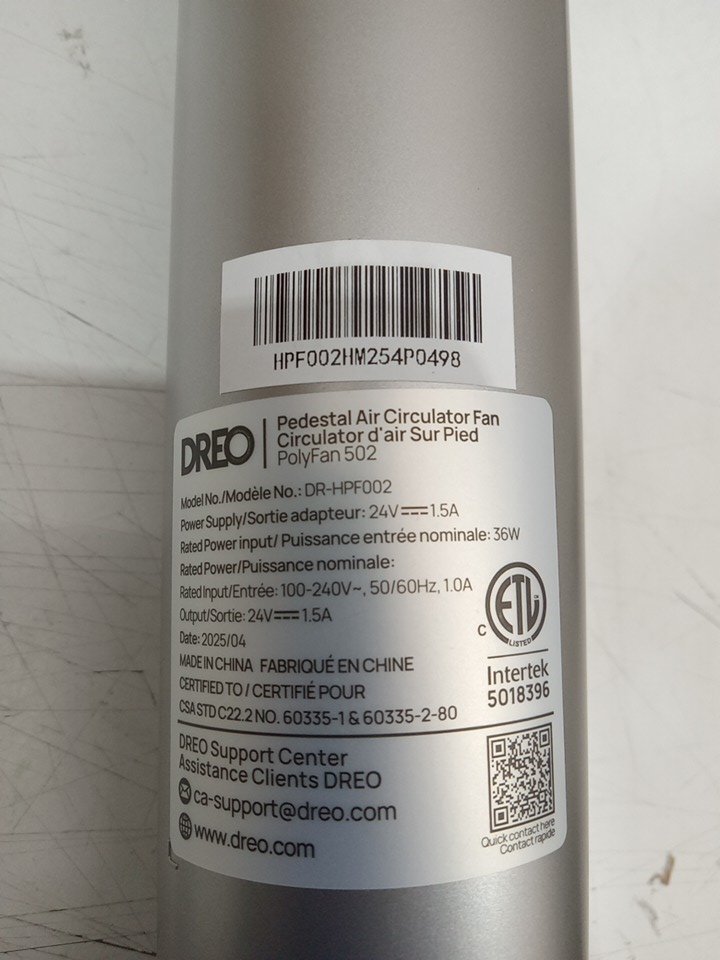 HPF002HM254P0498
DREO
Pedestal Air Circulator Fan
Circulator d'air Sur Pied
PolyFan 502
Model No./Modèle No.: DR-HPF002
Power Supply/Sortie adapteur: 24V⎓1.5A
Rated Power input/ Puissance entrée nominale: 36W
Rated Power/Puissance nominale:
Rated Input/Entrée: 100-240V~, 50/60Hz, 1.0A
Output/Sortie: 24V⎓1.5A
Date: 2025/04
MADE IN CHINA FABRIQUÉ EN CHINE
CERTIFIED TO / CERTIFIÉ POUR
CSA STD C22.2 NO. 60335-1 & 60335-2-80
C ETL
LISTED
Intertek
5018396
DREO Support Center
Assistance Clients DREO
ca-support@dreo.com
www.dreo.com
Quick contact here
Contact rapide